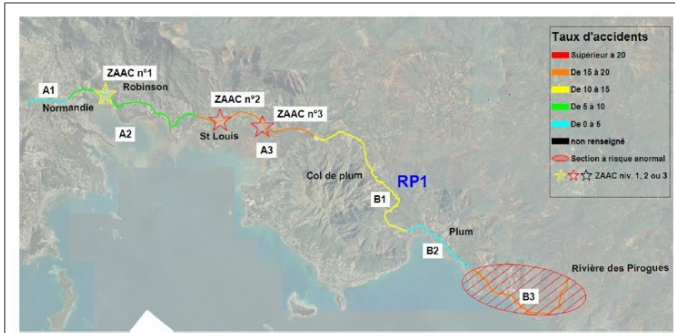 Taux d'accidents
Supérieur à 20
De 15 à 20
De 10 à 15
De 5 à 10
De 0 à 5
non renseigné
Section à risque anormal
ZAAC niv. 1, 2 ou 3
ZAAC n°1
A1
Robinson
Normandie
ZAAC n°2
ZAAC n°3
A2
St Louis
A3
Col de plum
RP1
B1
Plum
B2
Rivière des Pirogues
B3